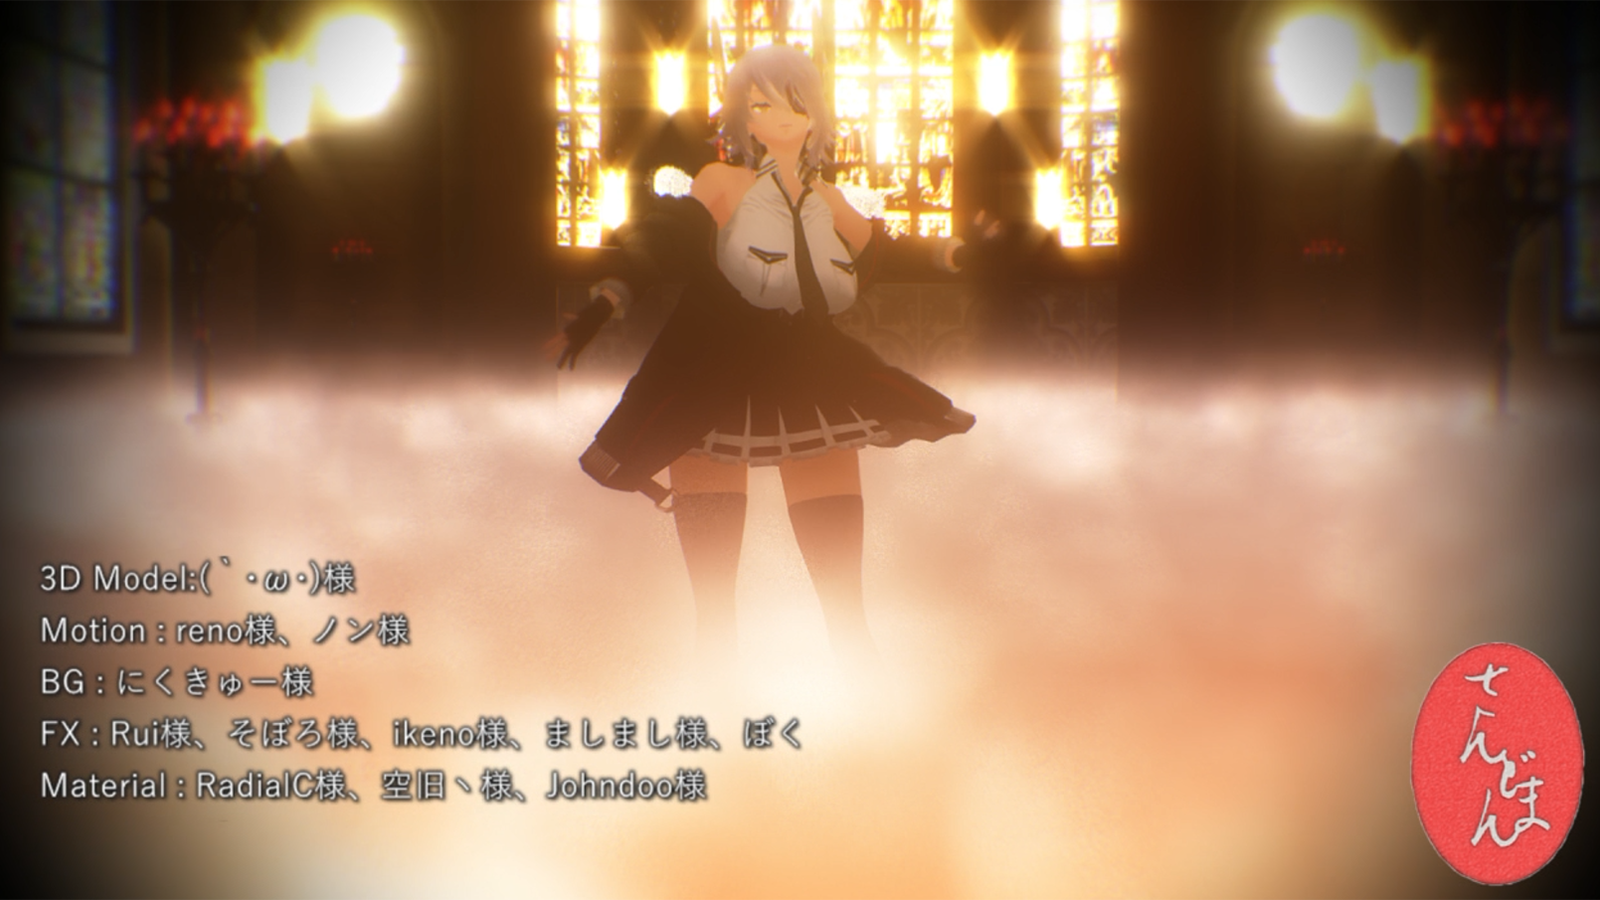 3D Model:(｀・ω・)様
Motion : reno様、ノン様
BG : にくきゅー様
FX : Rui様、そぼろ様、ikeno様、ましまし様、ぼく
Material : RadialC様、空旧ヽ様、Johndoo様
せんどまん